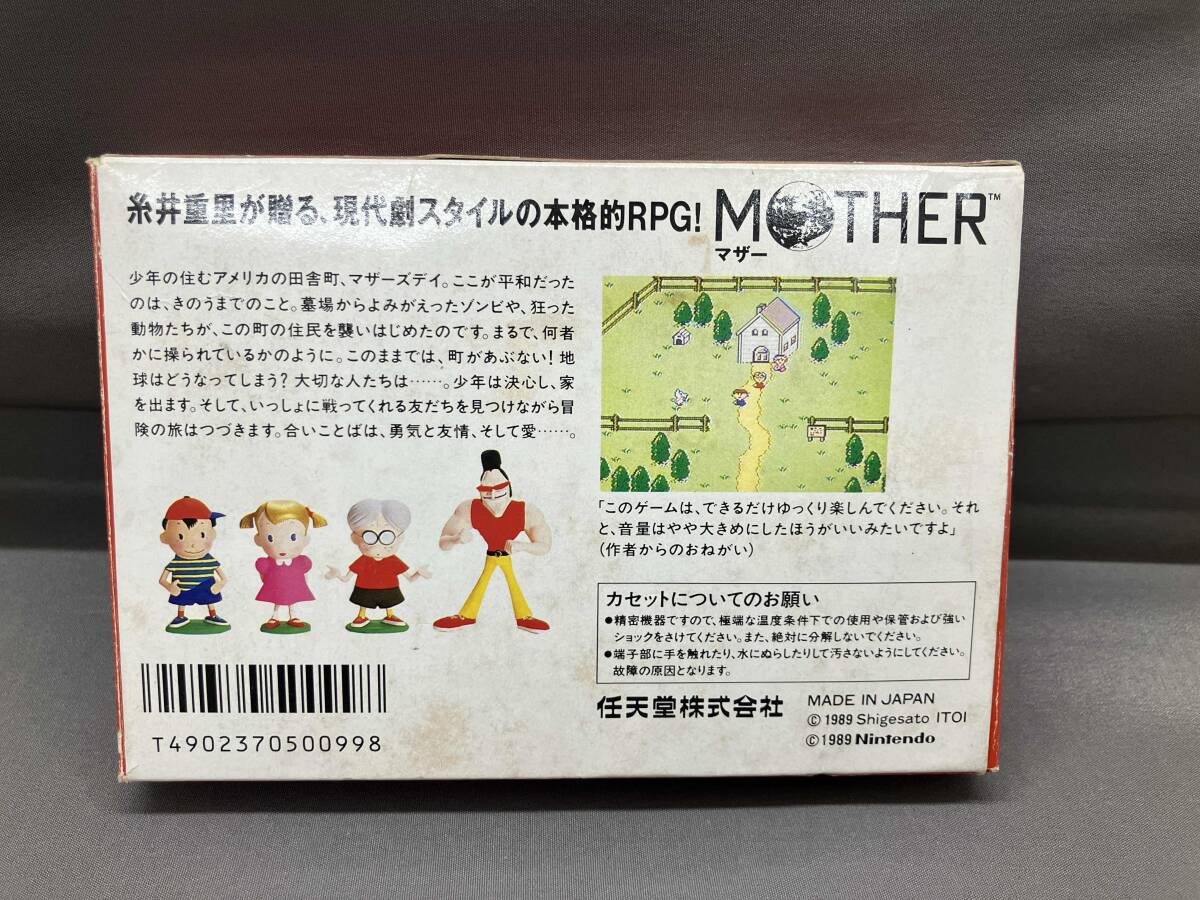 糸井重里が贈る、現代劇スタイルの本格的RPG!
MOTHER™
マザー
少年の住むアメリカの田舎町、マザーズデイ。ここが平和だった
のは、きのうまでのこと。墓場からよみがえったゾンビや、狂った
動物たちが、この町の住民を襲いはじめたのです。まるで、何者
かに操られているかのように。このままでは、町があぶない!地
球はどうなってしまう?大切な人たちは……。少年は決心し、家
を出ます。そして、いっしょに戦ってくれる友だちを見つけながら冒
険の旅はつづきます。合いことばは、勇気と友情、そして愛……。
「このゲームは、できるだけゆっくり楽しんでください。それ
と、音量はやや大きめにしたほうがいいみたいですよ」
(作者からのおねがい)
カセットについてのお願い
●精密機器ですので、極端な温度条件下での使用や保管および強い
ショックをさけてください。また、絶対に分解しないでください。
●端子部に手を触れたり、水にぬらしたりして汚さないようにしてください。
故障の原因となります。
任天堂株式会社
MADE IN JAPAN
©1989 Shigesato ITOI
©1989 Nintendo
T4902370500998